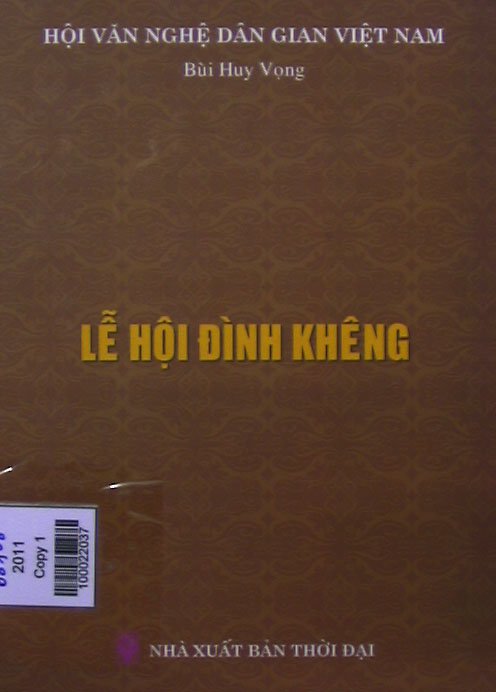 HỘI VĂN NGHỆ DÂN GIAN VIỆT NAM
Bùi Huy Vọng
LỄ HỘI ĐÌNH KHÊNG
2011
Copy 1
100022037
NHÀ XUẤT BẢN THỜI ĐẠI